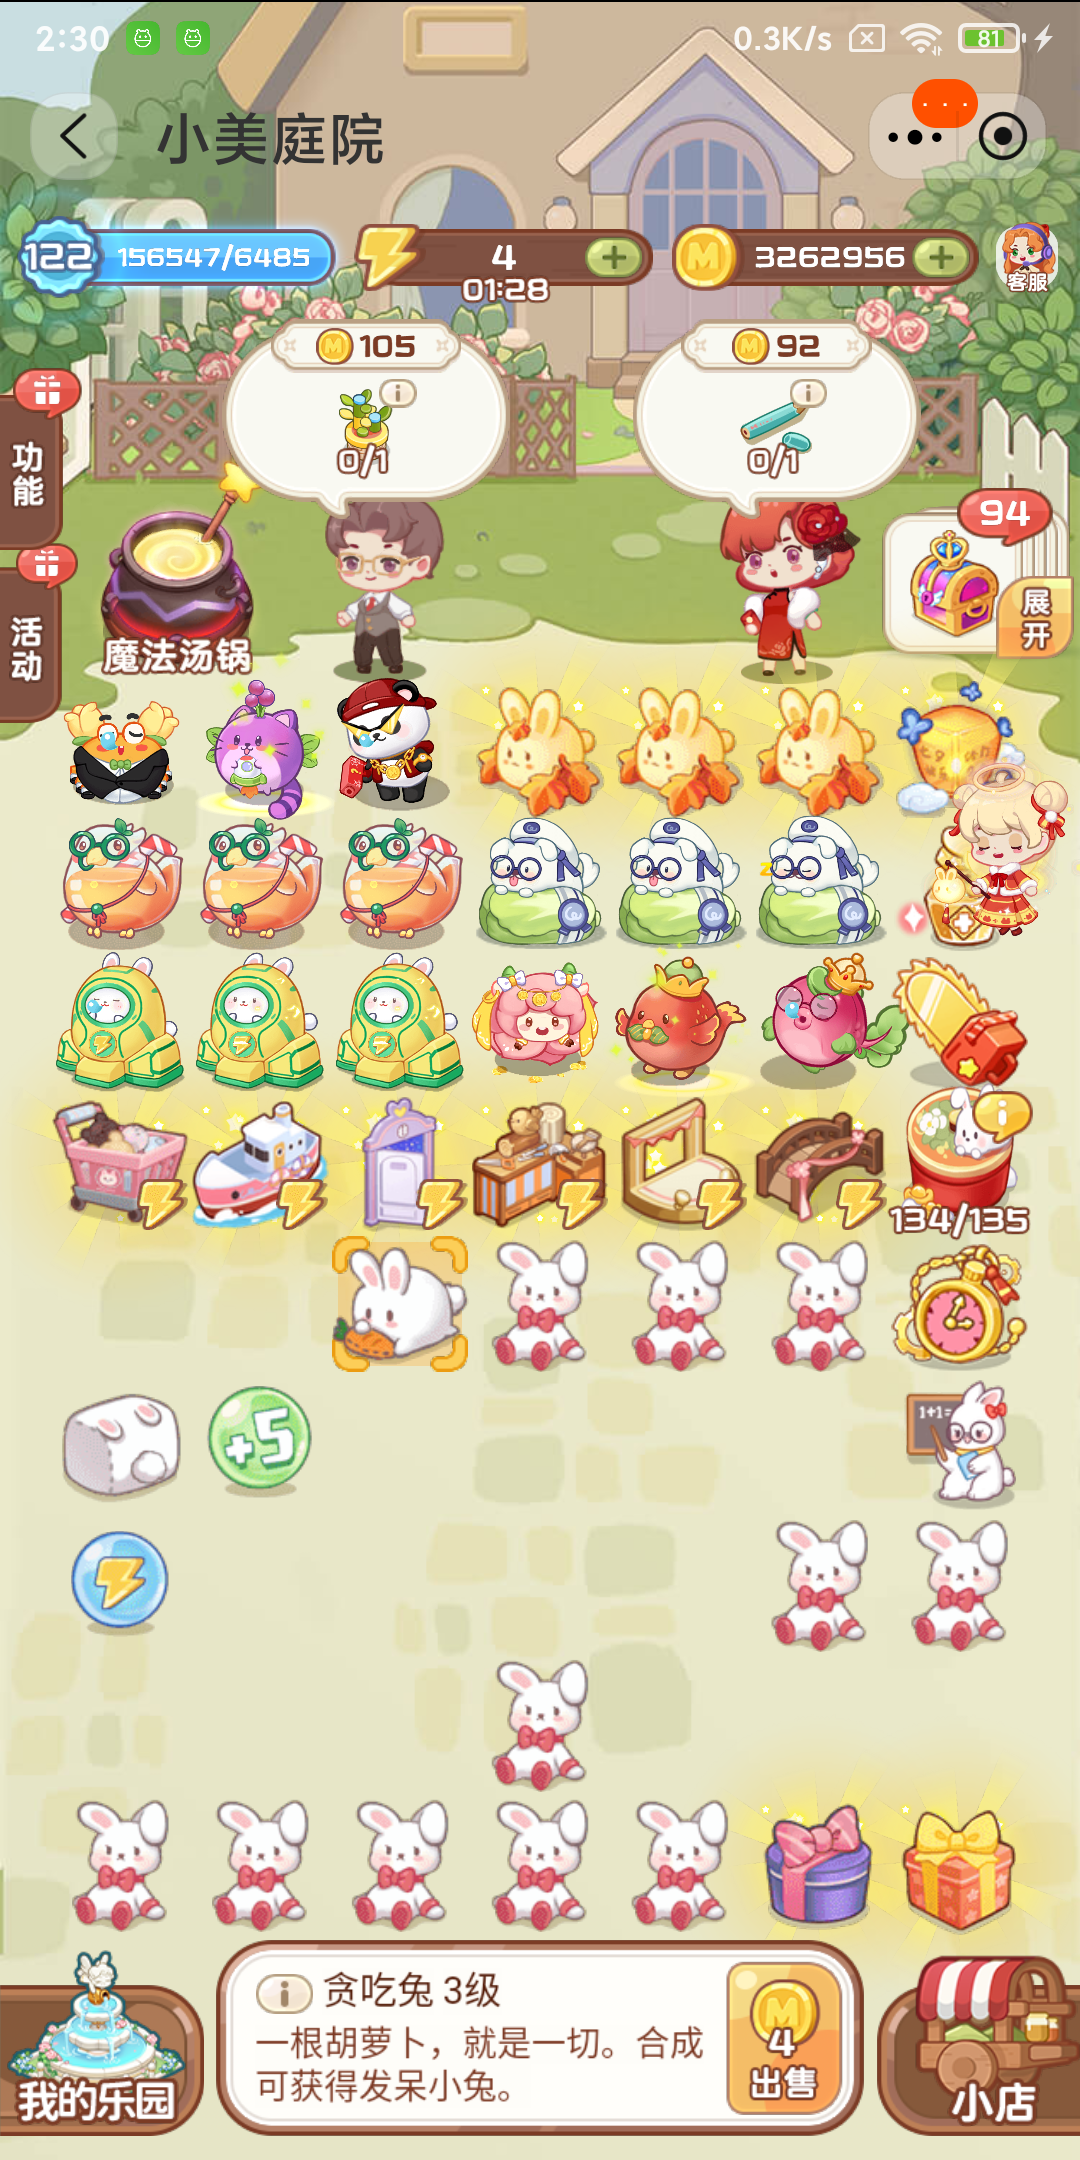 2:30
0.3K/s
81
小美庭院
122
156547/6485
4
01:28
3262956
客服
105
92
0/1
0/1
功能
活动
94
展开
魔法汤锅
134/135
1+1=
+5
贪吃兔 3级
一根胡萝卜，就是一切。合成
可获得发呆小兔。
4
出售
我的乐园
小店